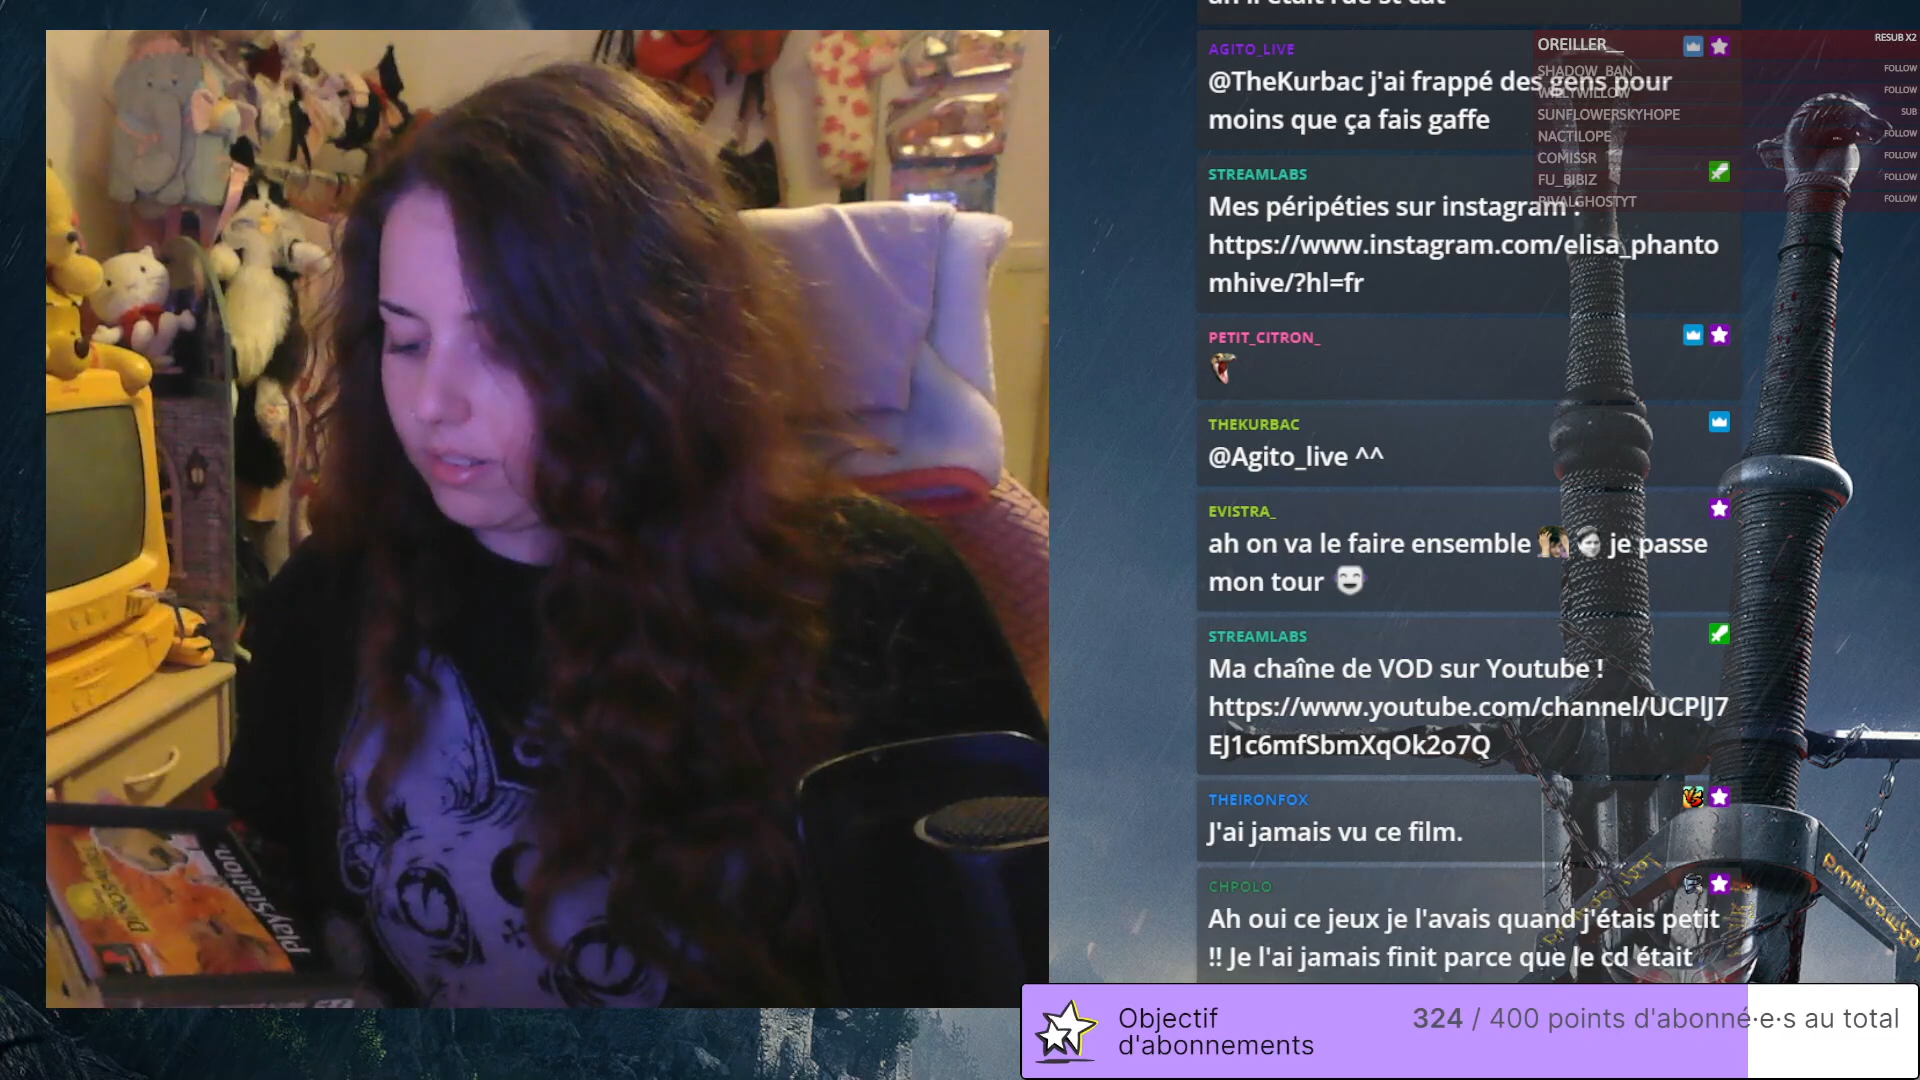 AGITO_LIVE
@TheKurbac j'ai frappé des gens pour
moins que ça fais gaffe
STREAMLABS
Mes péripéties sur instagram :
https://www.instagram.com/elisa_phanto
mhive/?hl=fr
PETIT_CITRON_
THEKURBAC
@Agito_live ^^
EVISTRA_
ah on va le faire ensemble je passe
mon tour
STREAMLABS
Ma chaîne de VOD sur Youtube !
https://www.youtube.com/channel/UCPlJ7
EJ1c6mfSbmXqOk2o7Q
THEIRONFOX
J'ai jamais vu ce film.
CHPOLO
Ah oui ce jeux je l'avais quand j'étais petit
!! Je l'ai jamais finit parce que le cd était
OREILLER__ RESUB X2
SHADOW_BAN FOLLOW
WILLYWILLOW FOLLOW
SUNFLOWERSKYHOPE SUB
NACTILOPE FOLLOW
COMISSR FOLLOW
FU_BIBIZ FOLLOW
RIVALGHOSTYT FOLLOW
PlayStation
Objectif
d'abonnements
324 / 400 points d'abonné·e·s au total